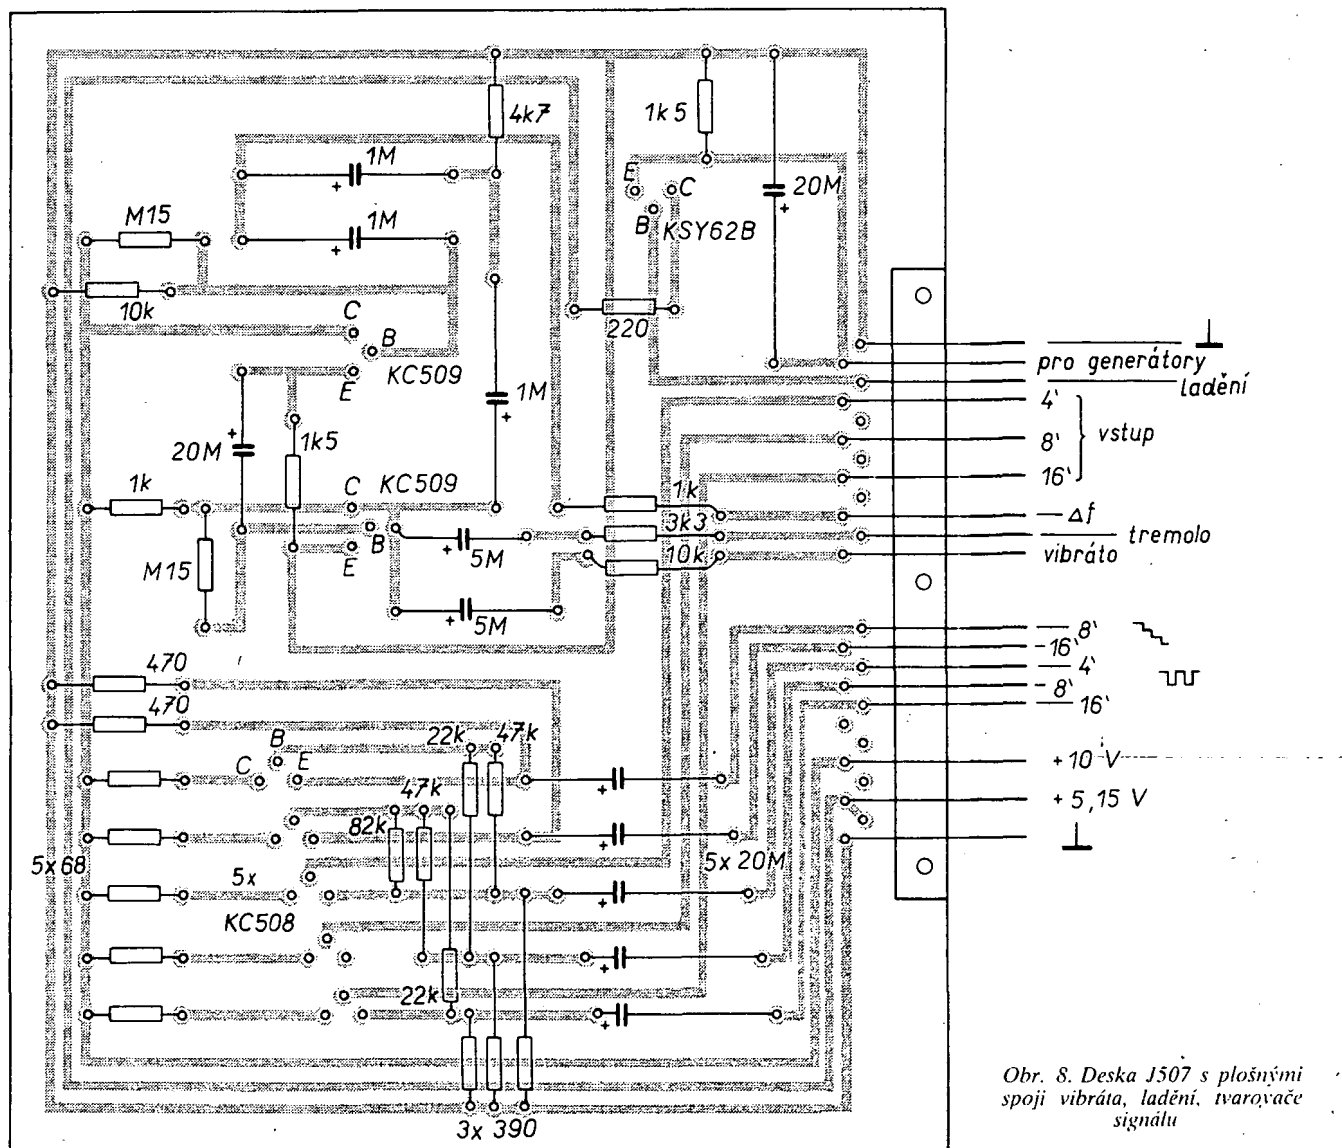 4k7
1k5
1M
E
C
20M
B
KSY62B
M15
1M
10k
220
C
B
KC509
E
1M
pro generátory
ladění
4'
8'
16'
vstup
20M
1k5
1k
C
KC509
B
E
M15
5M
5M
1k
3k3
10k
— Δf
tremolo
vibráto
8'
-16'
4'
-8'
16'
+10 V
+5,15 V
470
470
B
C
E
22k
47k
47k
82k
5x68
5x
KC508
5x20M
22k
3x 390
Obr. 8. Deska J507 s plošnými
spoji vibráta, ladění, tvarovače
signálu